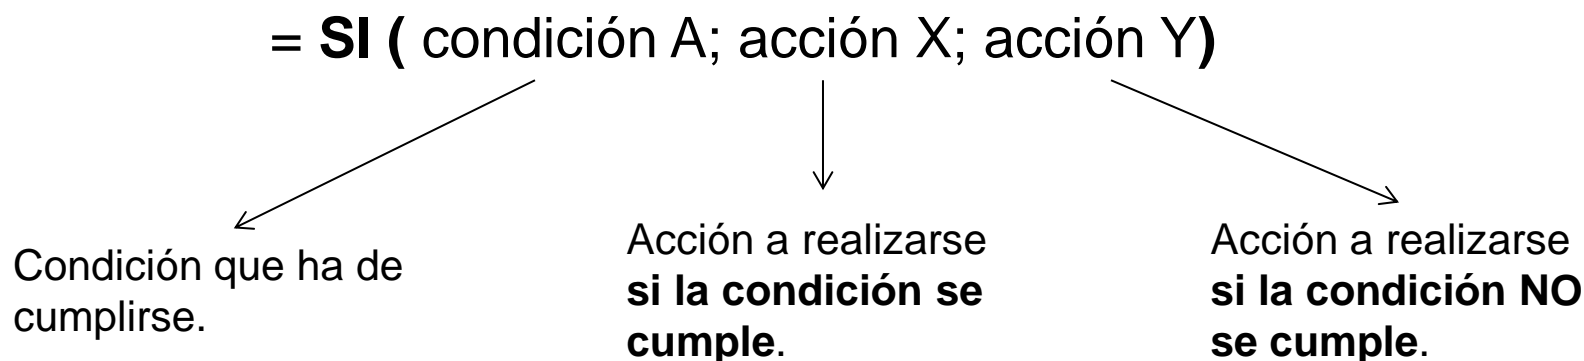 = SI ( condición A; acción X; acción Y)
Condición que ha de
cumplirse.
Acción a realizarse
si la condición se
cumple.
Acción a realizarse
si la condición NO
se cumple.